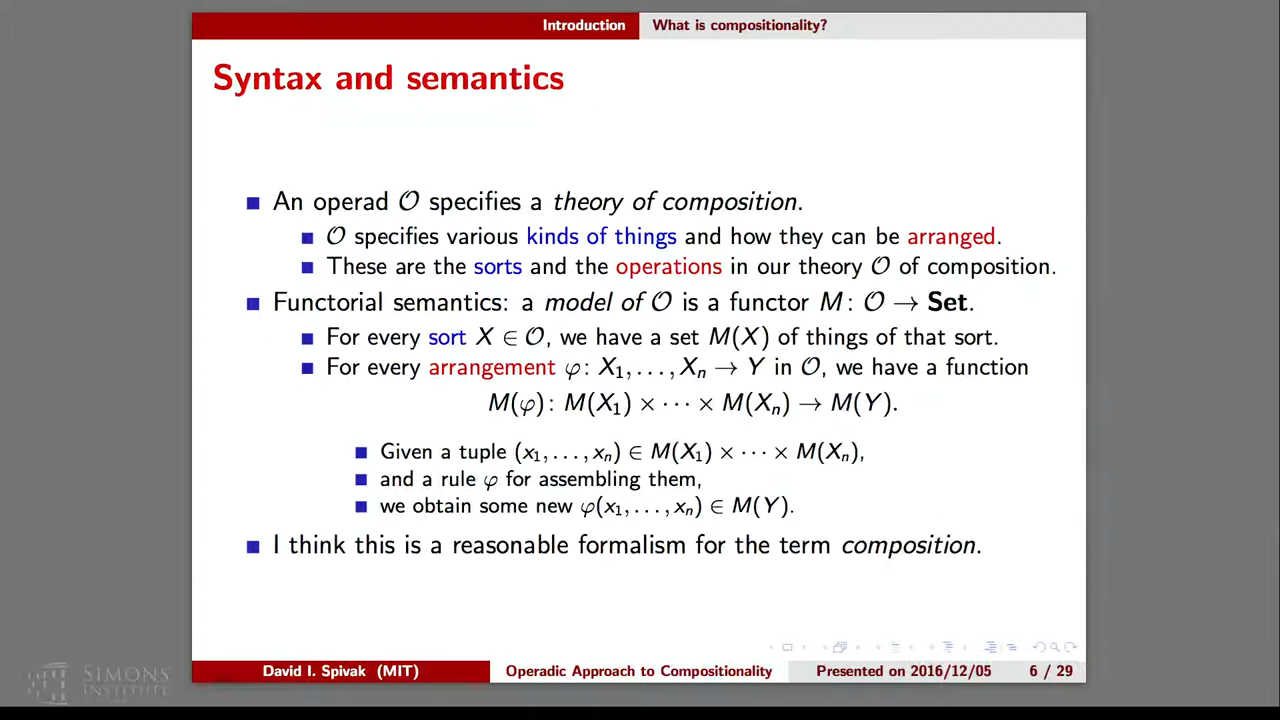 Introduction What is compositionality?
Syntax and semantics
An operad 𝒪 specifies a theory of composition.
𝒪 specifies various kinds of things and how they can be arranged.
These are the sorts and the operations in our theory 𝒪 of composition.
Functorial semantics: a model of 𝒪 is a functor M: 𝒪 → Set.
For every sort X ∈ 𝒪, we have a set M(X) of things of that sort.
For every arrangement φ: X₁, . . . , Xₙ → Y in 𝒪, we have a function
M(φ): M(X₁) × ··· × M(Xₙ) → M(Y).
Given a tuple (x₁, . . . , xₙ) ∈ M(X₁) × ··· × M(Xₙ),
and a rule φ for assembling them,
we obtain some new φ(x₁, . . . , xₙ) ∈ M(Y).
I think this is a reasonable formalism for the term composition.
David I. Spivak (MIT) Operadic Approach to Compositionality Presented on 2016/12/05 6 / 29
SIMONS
INSTITUTE